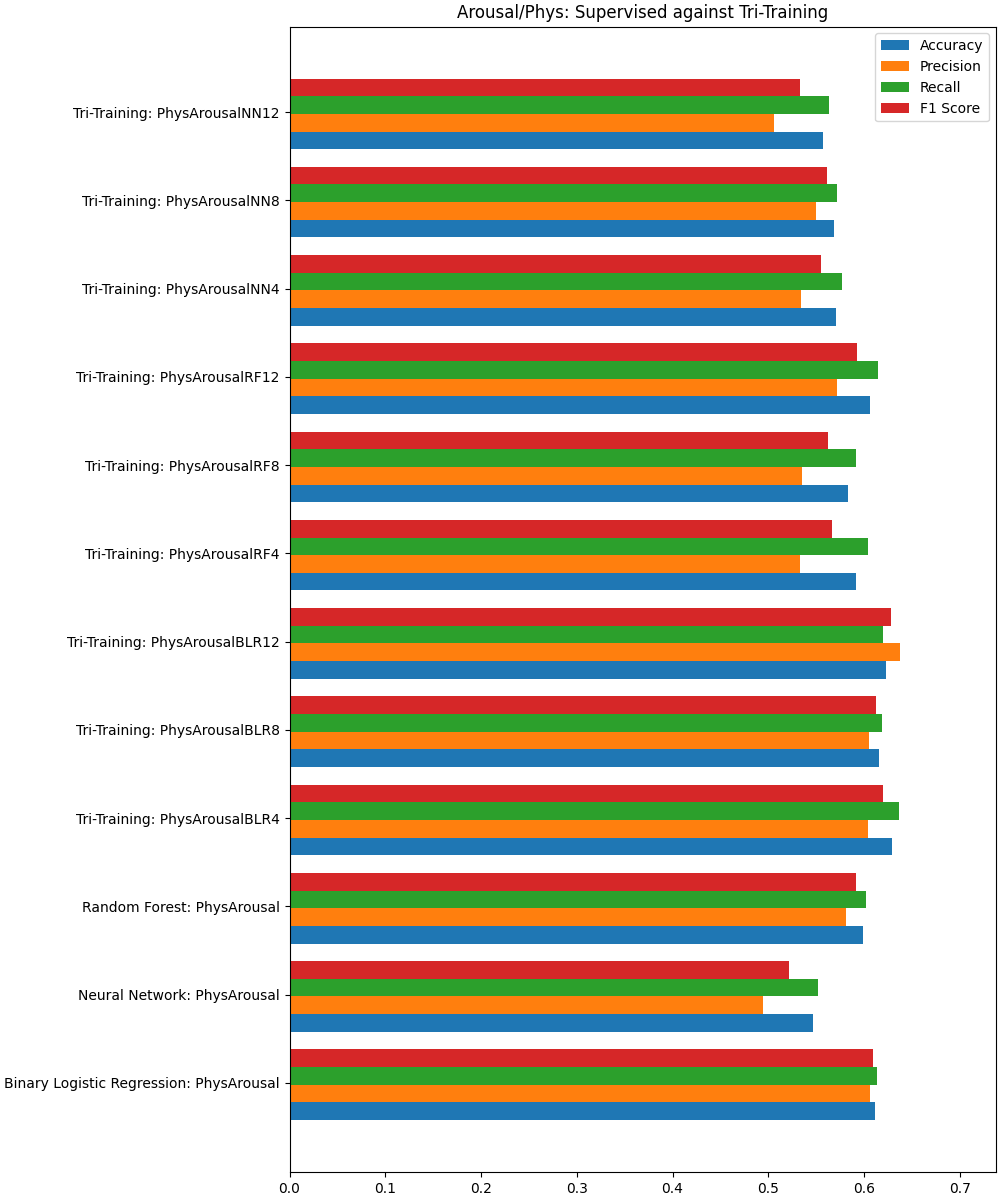 Arousal/Phys: Supervised against Tri-Training
Accuracy
Precision
Recall
F1 Score
Tri-Training: PhysArousalNN12
Tri-Training: PhysArousalNN8
Tri-Training: PhysArousalNN4
Tri-Training: PhysArousalRF12
Tri-Training: PhysArousalRF8
Tri-Training: PhysArousalRF4
Tri-Training: PhysArousalBLR12
Tri-Training: PhysArousalBLR8
Tri-Training: PhysArousalBLR4
Random Forest: PhysArousal
Neural Network: PhysArousal
Binary Logistic Regression: PhysArousal
0.0 0.1 0.2 0.3 0.4 0.5 0.6 0.7